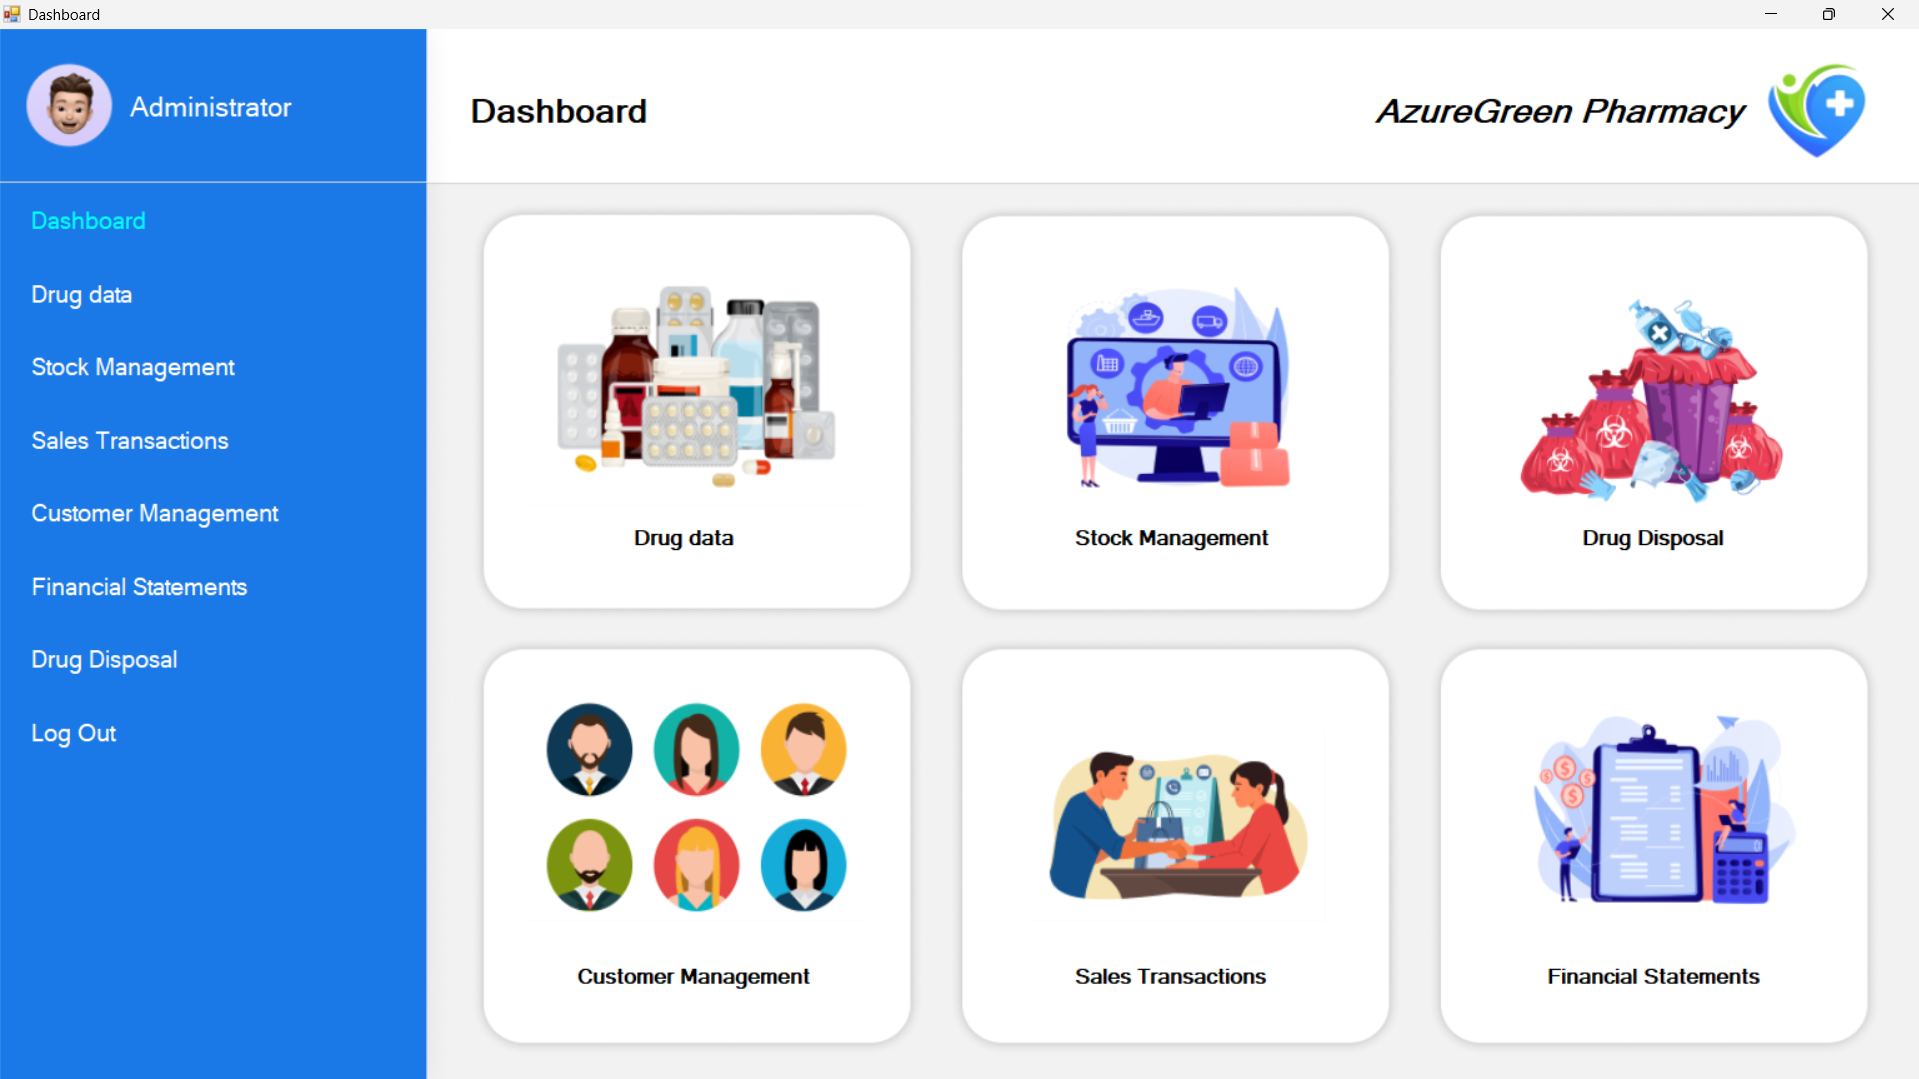 Dashboard
Administrator
Dashboard
AzureGreen Pharmacy
Dashboard
Drug data
Stock Management
Sales Transactions
Customer Management
Financial Statements
Drug Disposal
Log Out
Drug data
Stock Management
Drug Disposal
Customer Management
Sales Transactions
Financial Statements